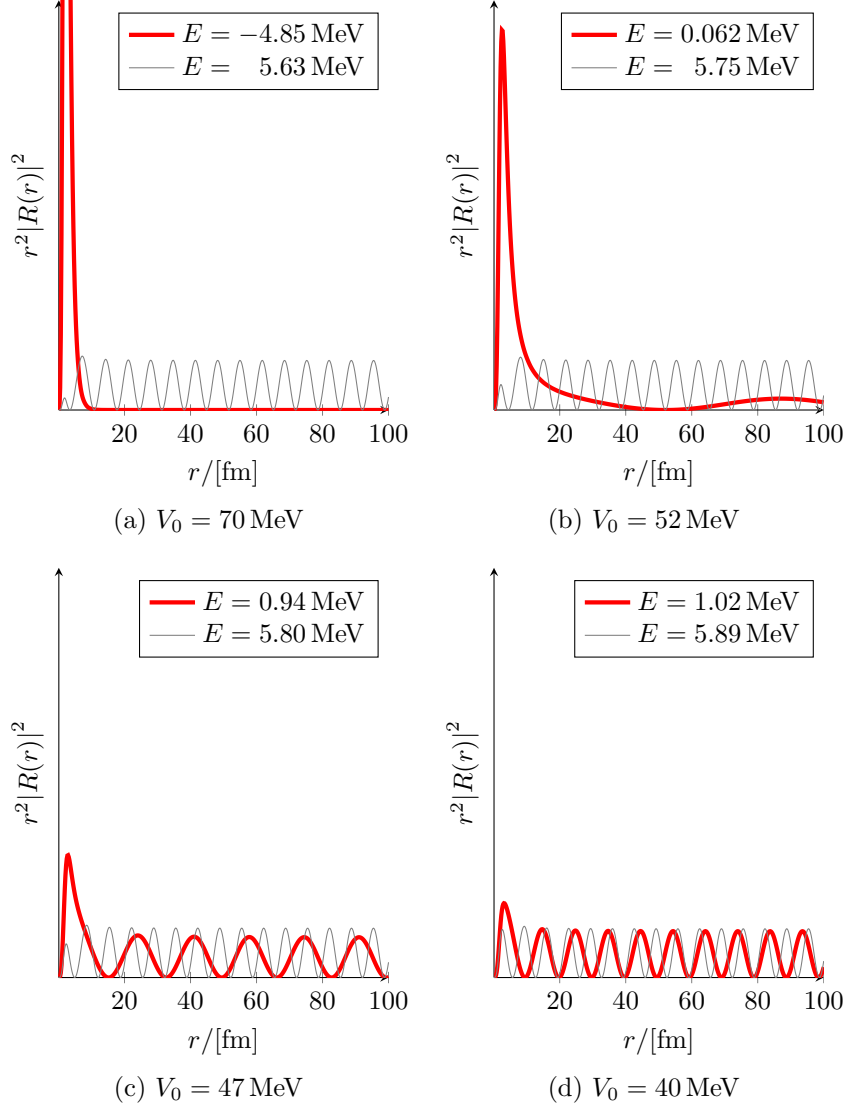 E = −4.85 MeV
E = 5.63 MeV
r²|R(r)|²
20 40 60 80 100
r/[fm]
(a) V₀ = 70 MeV
E = 0.062 MeV
E = 5.75 MeV
r²|R(r)|²
20 40 60 80 100
r/[fm]
(b) V₀ = 52 MeV
E = 0.94 MeV
E = 5.80 MeV
r²|R(r)|²
20 40 60 80 100
r/[fm]
(c) V₀ = 47 MeV
E = 1.02 MeV
E = 5.89 MeV
r²|R(r)|²
20 40 60 80 100
r/[fm]
(d) V₀ = 40 MeV